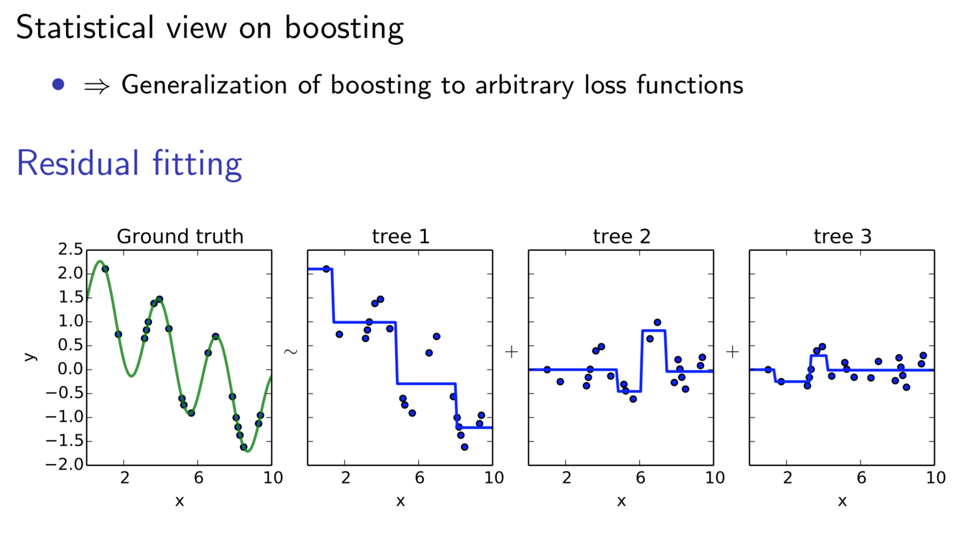 Statistical view on boosting
• ⇒ Generalization of boosting to arbitrary loss functions
Residual fitting
Ground truth
2.5
2.0
1.5
1.0
0.5
0.0
−0.5
−1.0
−1.5
−2.0
y
2 6 10
x
~
tree 1
2 6 10
x
+
tree 2
2 6 10
x
+
tree 3
2 6 10
x